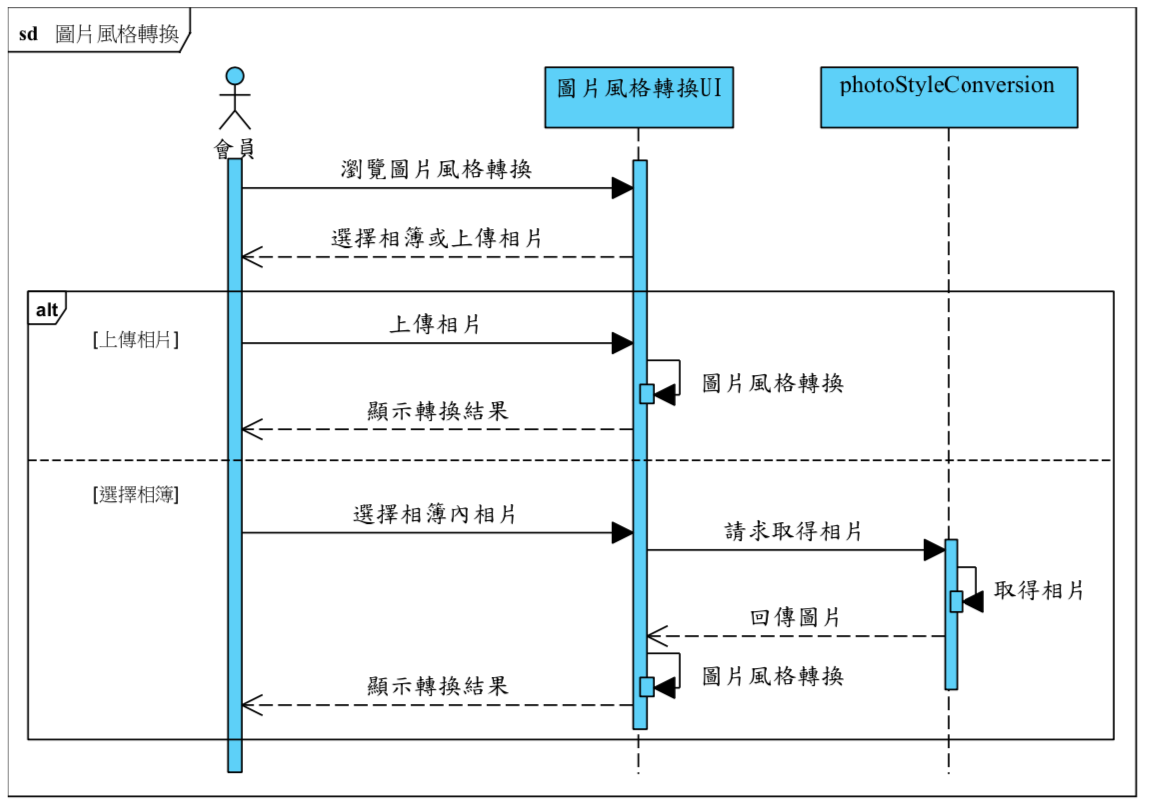 sd 圖片風格轉換
會員
圖片風格轉換UI
photoStyleConversion
瀏覽圖片風格轉換
選擇相簿或上傳相片
alt
[上傳相片]
上傳相片
圖片風格轉換
顯示轉換結果
[選擇相簿]
選擇相簿內相片
請求取得相片
取得相片
回傳圖片
圖片風格轉換
顯示轉換結果